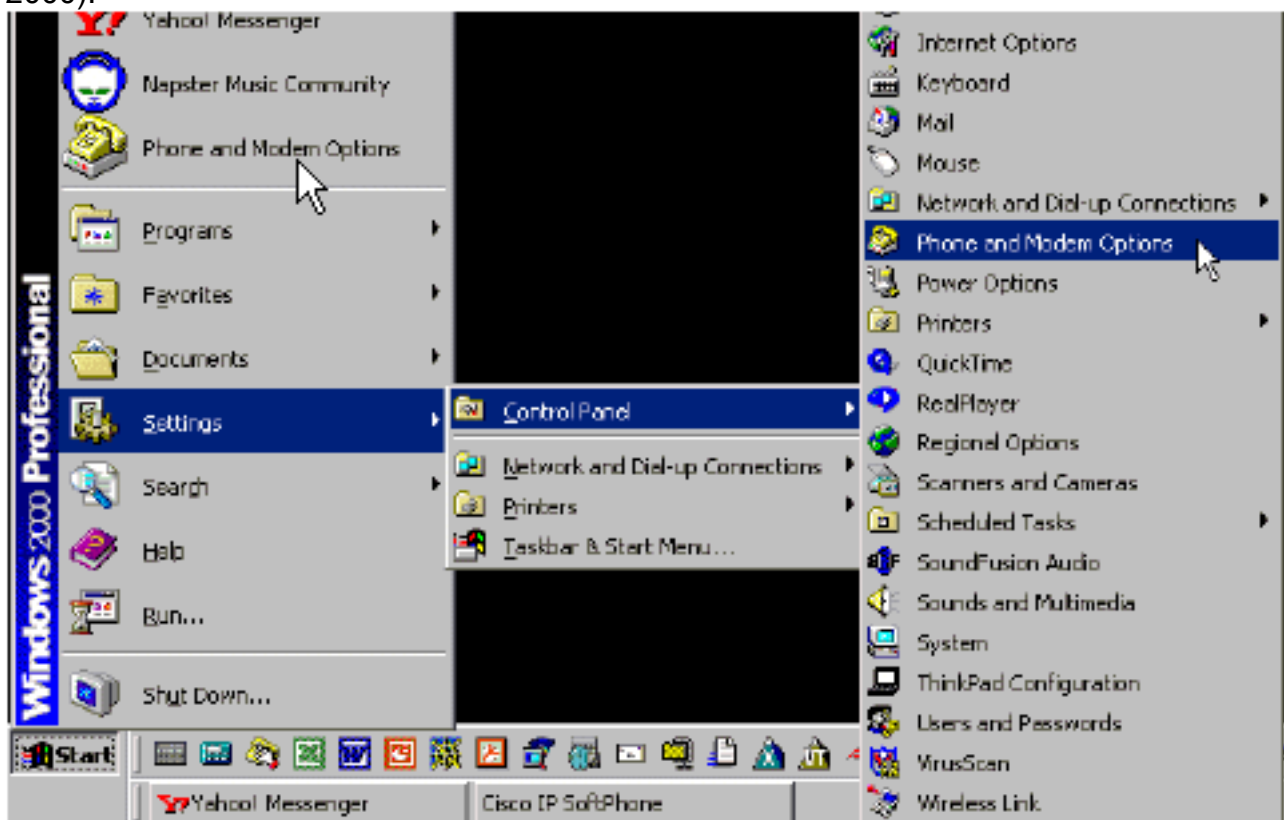 2000).
Yahoo! Messenger
Napster Music Community
Phone and Modem Options
Programs
Favorites
Documents
Settings
Search
Help
Run...
Shut Down...
Windows 2000 Professional
Control Panel
Network and Dial-up Connections
Printers
Taskbar & Start Menu...
Internet Options
Keyboard
Mail
Mouse
Network and Dial-up Connections
Phone and Modem Options
Power Options
Printers
QuickTime
RealPlayer
Regional Options
Scanners and Cameras
Scheduled Tasks
SoundFusion Audio
Sounds and Multimedia
System
ThinkPad Configuration
Users and Passwords
VirusScan
Wireless Link
Start
Yahoo! Messenger
Cisco IP SoftPhone